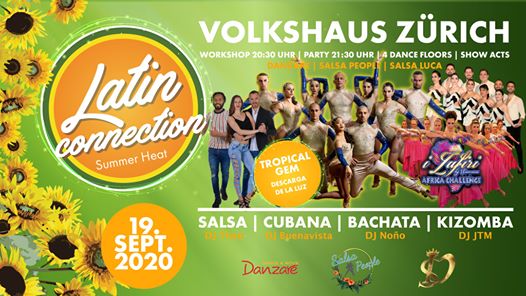 VOLKSHAUS ZÜRICH
WORKSHOP 20:30 UHR | PARTY 21:30 UHR | 4 DANCE FLOORS | SHOW ACTS
DANZARE | SALSA PEOPLE | SALSA LUCA
Latin
connection
Summer Heat
TROPICAL
GEM
DESCARGA
DE LA LUZ
AFRICA CHALLENGE
19.
SEPT.
2020
SALSA | CUBANA | BACHATA | KIZOMBA
DJ Buenavista DJ Noño DJ JTM
Danzare
Salsa
People